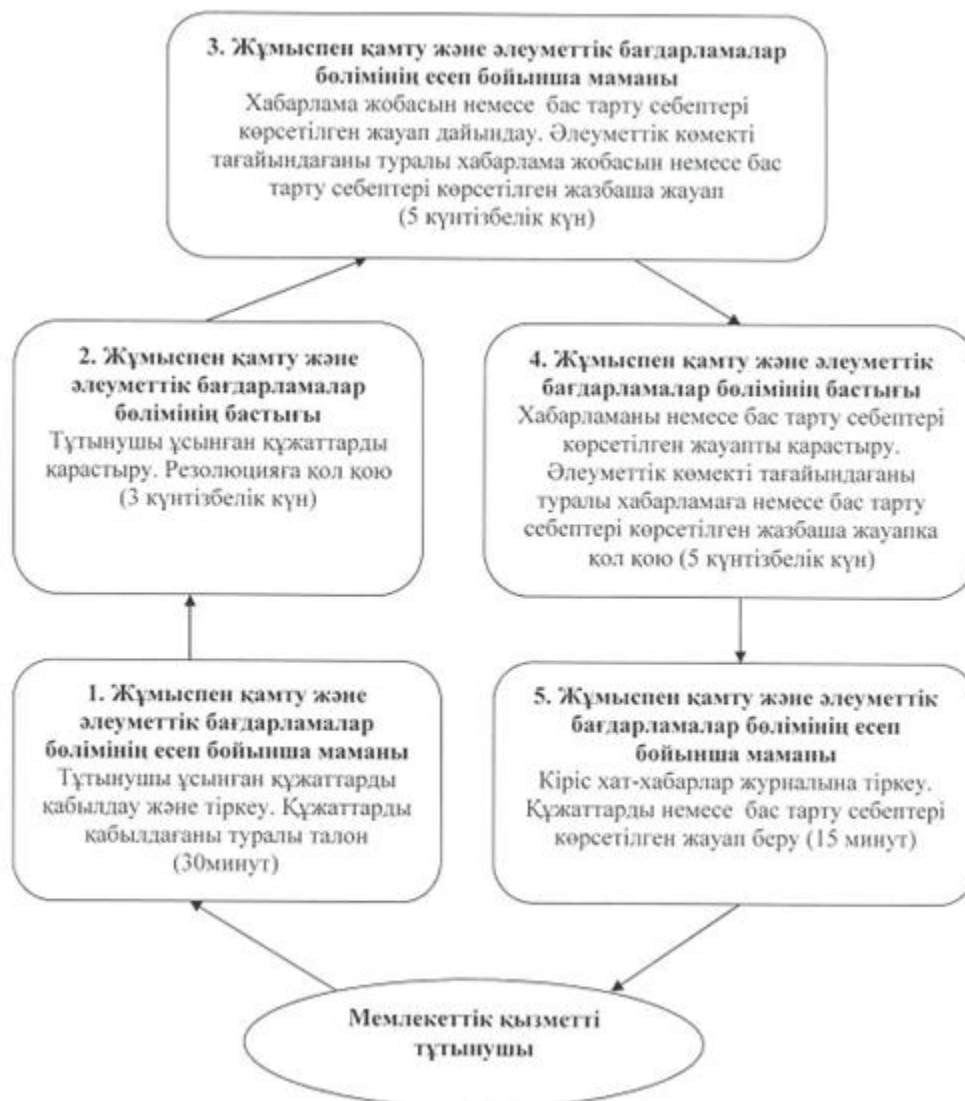 3. Жұмыспен қамту және әлеуметтік бағдарламалар
бөлімінің есеп бойынша маманы
Хабарлама жобасын немесе бас тарту себептері
көрсетілген жауап дайындау. Әлеуметтік көмекті
тағайындағаны туралы хабарлама жобасын немесе бас
тарту себептері көрсетілген жазбаша жауап
(5 күнтізбелік күн)
2. Жұмыспен қамту және
әлеуметтік бағдарламалар
бөлімінің бастығы
Тұтынушы ұсынған құжаттарды
қарастыру. Резолюцияға қол қою
(3 күнтізбелік күн)
4. Жұмыспен қамту және әлеуметтік
бағдарламалар бөлімінің бастығы
Хабарламаны немесе бас тарту себептері
көрсетілген жауапты қарастыру.
Әлеуметтік көмекті тағайындағаны
туралы хабарламаға немесе бас тарту
себептері көрсетілген жазбаша жауапка
қол қою (5 күнтізбелік күн)
1. Жұмыспен қамту және
әлеуметтік бағдарламалар
бөлімінің есеп бойынша маманы
Тұтынушы ұсынған құжаттарды
қабылдау және тіркеу. Құжаттарды
қабылдағаны туралы талон
(30минут)
5. Жұмыспен қамту және әлеуметтік
бағдарламалар бөлімінің есеп
бойынша маманы
Кіріс хат-хабарлар журналына тіркеу.
Құжаттарды немесе бас тарту себептері
көрсетілген жауап беру (15 минут)
Мемлекеттік қызметті
тұтынушы